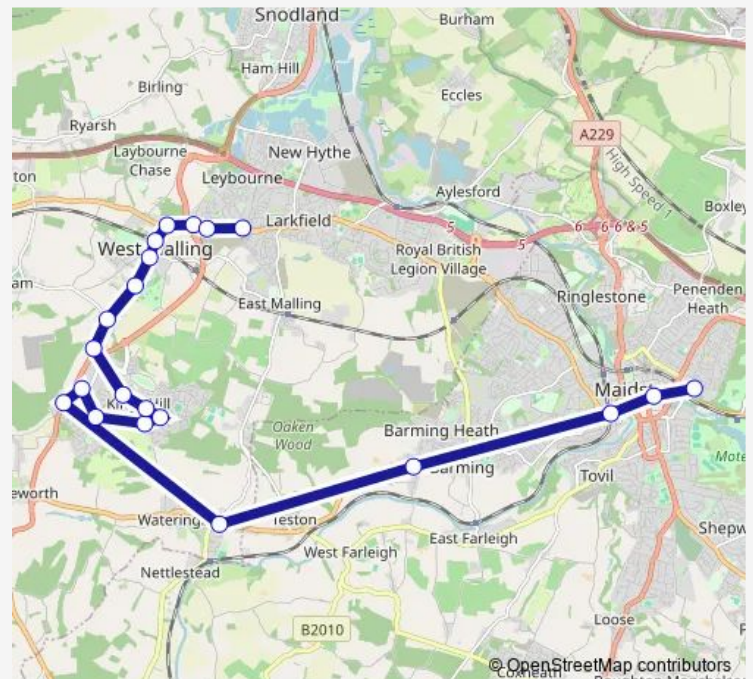 Snodland
Burham
Ham Hill
Birling
Eccles
Ryarsh
A229
Laybourne
Chase
New Hythe
High Speed 1
Leybourne
Aylesford
Boxley
Larkfield
5
6
6
6 & 5
West Malling
Royal British
Legion Village
5
East Malling
Ringlestone
Penenden
Heath
Kings Hill
Maidst
Oaken
Wood
Barming Heath
Barming
Mote
eworth
Tovil
Watering
Teston
East Farleigh
Shepw
West Farleigh
Nettlestead
B2010
Loose
Coxheath
© OpenStreetMap contributors